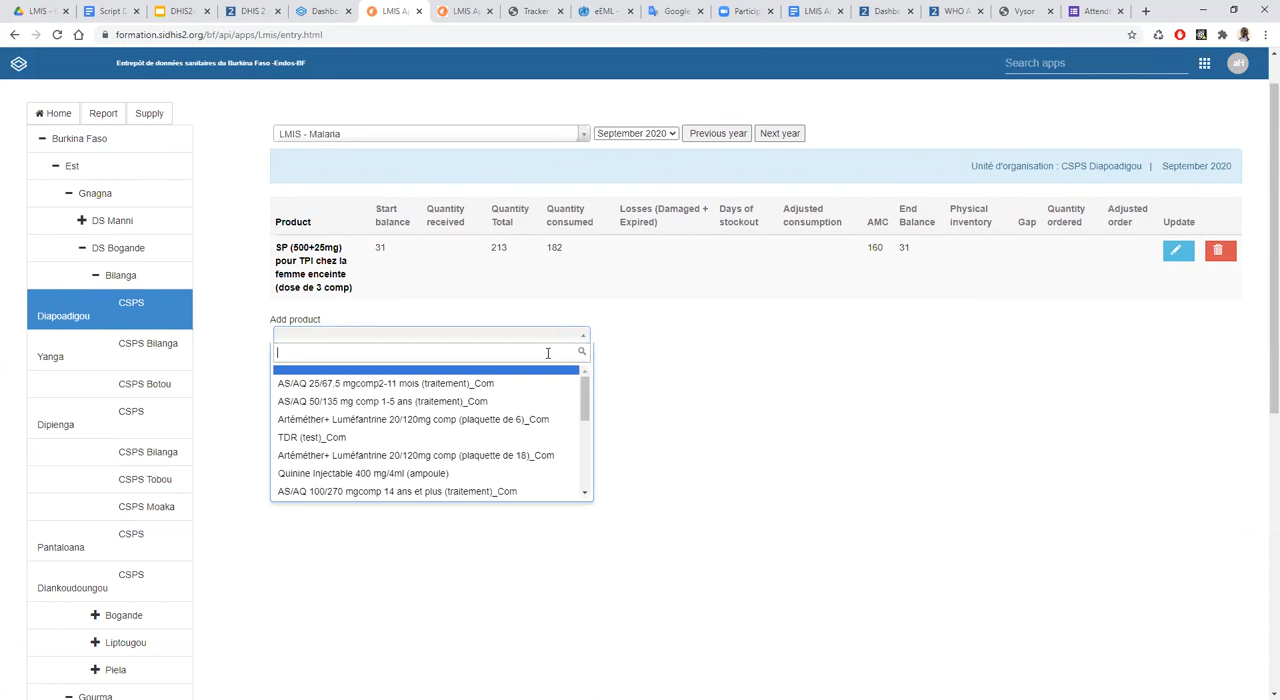 LMIS - S
Script D
DHIS2-
DHIS 2
Dashbo
LMIS Ap
LMIS Ap
Tracker
eEML -
Google
Particip
LMIS As
Dashbo
WHO A
Vysor
Attende
formation.sidhis2.org/bf/api/apps/Lmis/entry.html
Entrepôt de données sanitaires du Burkina Faso -Endos-BF
Search apps
aH
Home
Report
Supply
Burkina Faso
Est
Gnagna
DS Manni
DS Bogande
Bilanga
CSPS
Diapoadigou
CSPS Bilanga
Yanga
CSPS Botou
CSPS
Dipienga
CSPS Bilanga
CSPS Tobou
CSPS Moaka
CSPS
Pantaloana
CSPS
Diankoudoungou
Bogande
Liptougou
Piela
Gourma
LMIS - Malaria
September 2020
Previous year
Next year
Unité d'organisation : CSPS Diapoadigou | September 2020
Product
Start
balance
Quantity
received
Quantity
Total
Quantity
consumed
Losses (Damaged +
Expired)
Days of
stockout
Adjusted
consumption
AMC
End
Balance
Physical
inventory
Gap
Quantity
ordered
Adjusted
order
Update
SP (500+25mg)
pour TPI chez la
femme enceinte
(dose de 3 comp)
31
213
182
160
31
Add product
AS/AQ 25/67,5 mgcomp2-11 mois (traitement)_Com
AS/AQ 50/135 mg comp 1-5 ans (traitement)_Com
Artéméther+ Luméfantrine 20/120mg comp (plaquette de 6)_Com
TDR (test)_Com
Artéméther+ Luméfantrine 20/120mg comp (plaquette de 18)_Com
Quinine Injectable 400 mg/4ml (ampoule)
AS/AQ 100/270 mgcomp 14 ans et plus (traitement)_Com